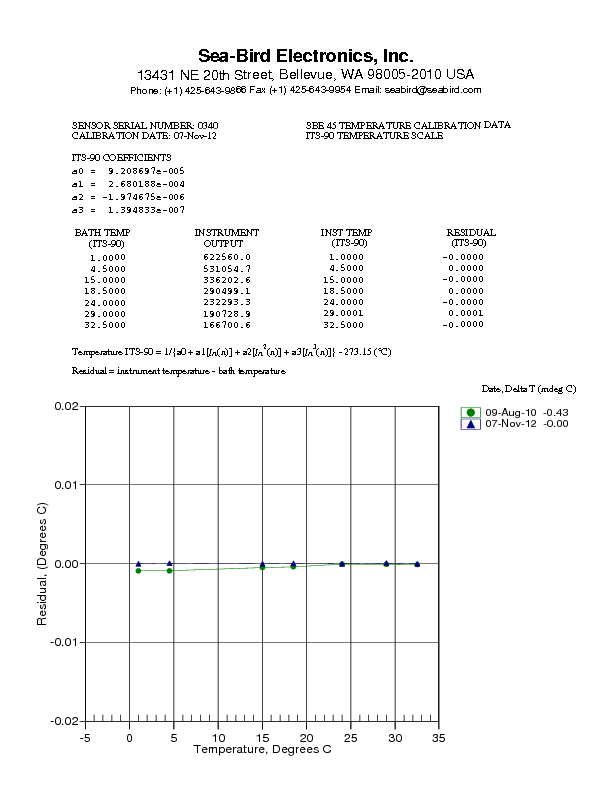 Sea-Bird Electronics, Inc.
13431 NE 20th Street, Bellevue, WA 98005-2010 USA
Phone: (+1) 425-643-9866 Fax (+1) 425-643-9954 Email: seabird@seabird.com
SENSOR SERIAL NUMBER: 0340
CALIBRATION DATE: 07-Nov-12
SBE 45 TEMPERATURE CALIBRATION DATA
ITS-90 TEMPERATURE SCALE
ITS-90 COEFFICIENTS
a0 = 9.208697e-005
a1 = 2.680188e-004
a2 = -1.974675e-006
a3 = 1.394833e-007
BATH TEMP INSTRUMENT INST TEMP RESIDUAL
(ITS-90) OUTPUT (ITS-90) (ITS-90)
1.0000 622560.0 1.0000 -0.0000
4.5000 531054.7 4.5000 0.0000
15.0000 336202.6 15.0000 -0.0000
18.5000 290499.1 18.5000 0.0000
24.0000 232293.3 24.0000 -0.0000
29.0000 190728.9 29.0001 0.0001
32.5000 166700.6 32.5000 -0.0000
Temperature ITS-90 = 1/{a0 + a1[ln(n)] + a2[ln²(n)] + a3[ln³(n)]} - 273.15 (°C)
Residual = instrument temperature - bath temperature
Date, Delta T (mdeg C)
09-Aug-10 -0.43
07-Nov-12 -0.00
0.02
0.01
0.00
-0.01
-0.02
Residual, (Degrees C)
-5 0 5 10 15 20 25 30 35
Temperature, Degrees C